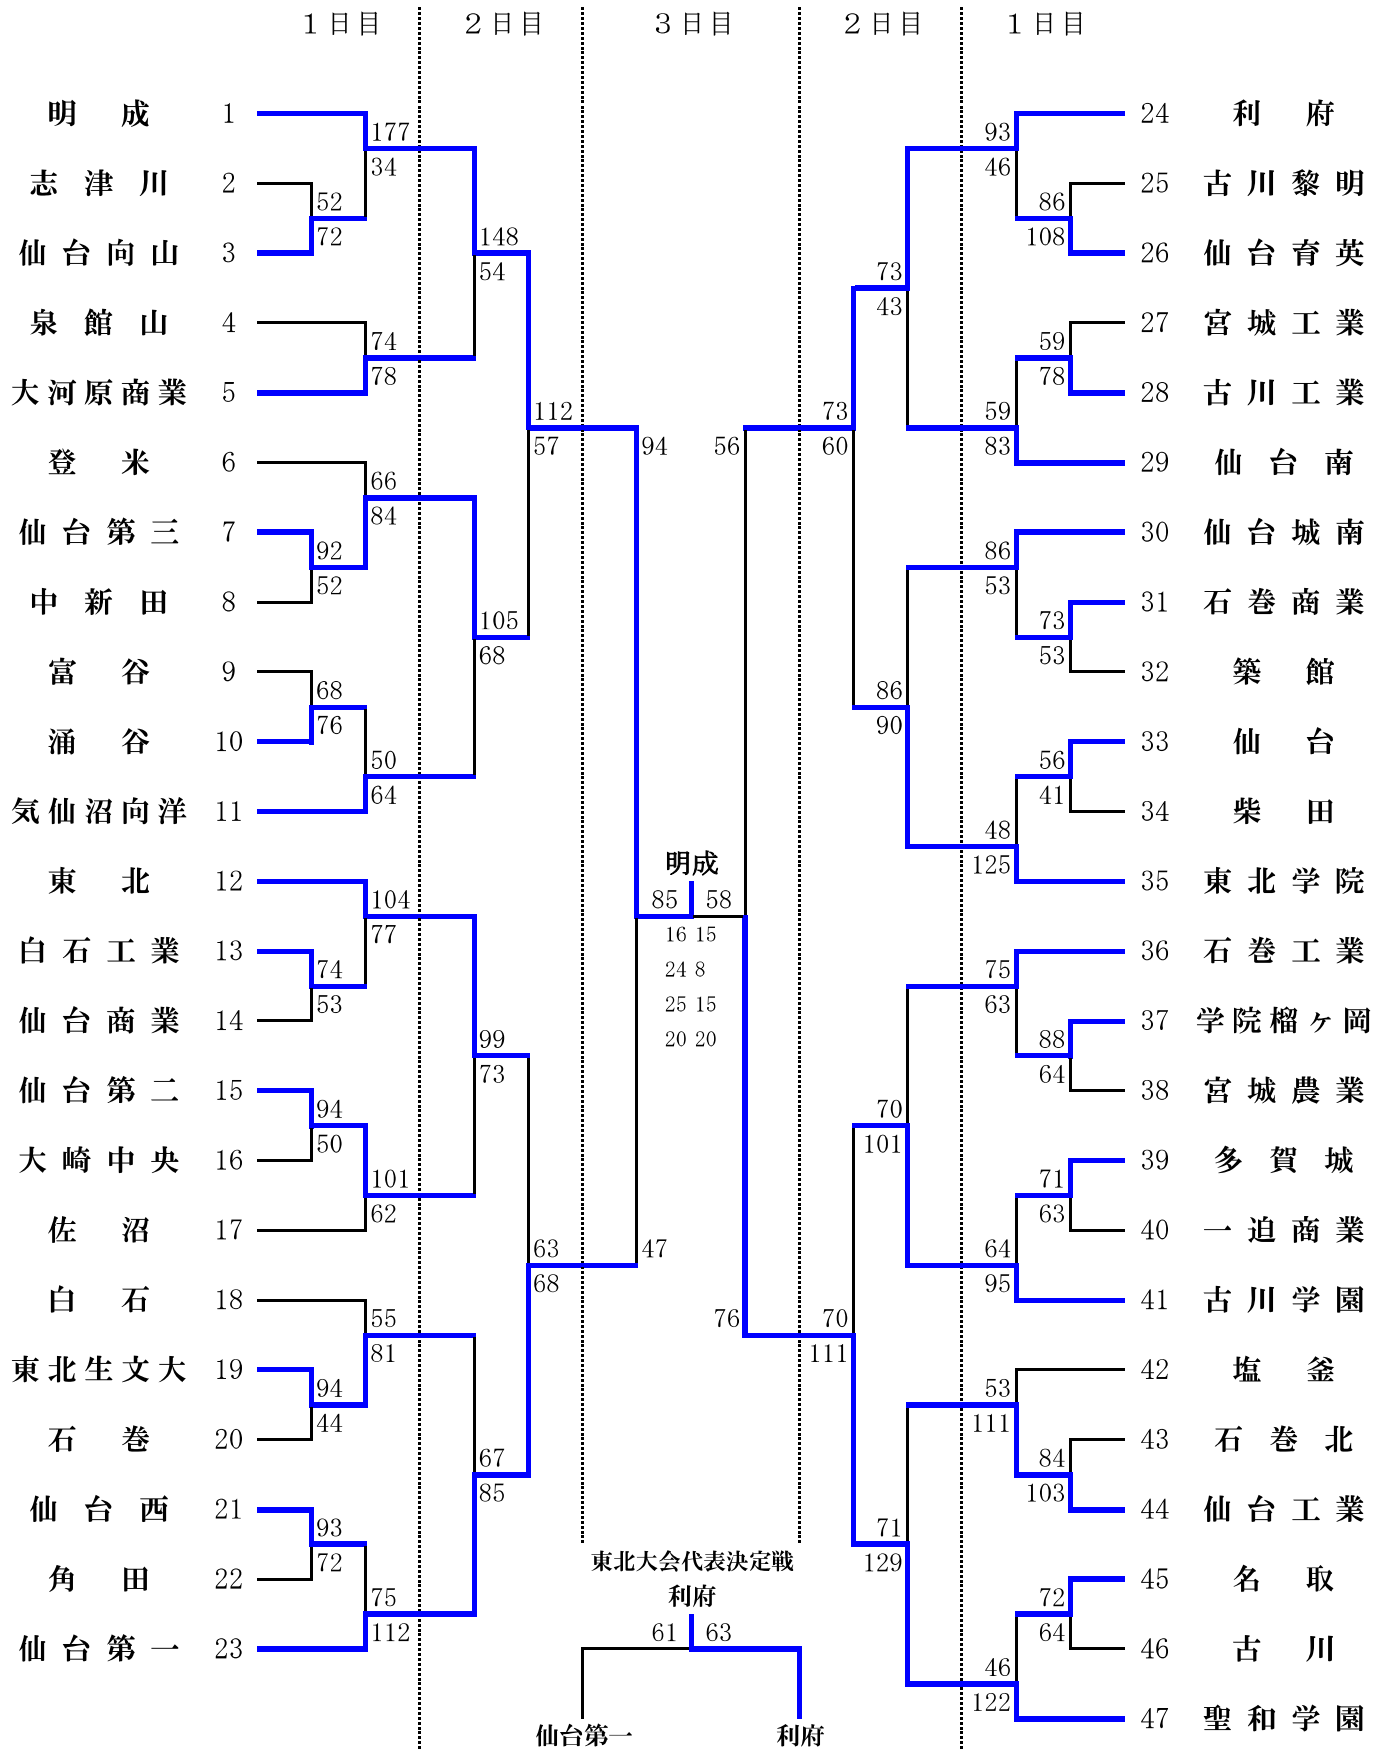 1日目 2日目 3日目 2日目 1日目
明成 1
志津川 2
仙台向山 3
泉館山 4
大河原商業 5
登米 6
仙台第三 7
中新田 8
富谷 9
涌谷 10
気仙沼向洋 11
東北 12
白石工業 13
仙台商業 14
仙台第二 15
大崎中央 16
佐沼 17
白石 18
東北生文大 19
石巻 20
仙台西 21
角田 22
仙台第一 23
52
72
92
52
68
76
74
53
94
50
94
44
93
72
177
34
74
78
66
84
50
64
104
77
101
62
55
81
75
112
148
54
105
68
99
73
67
85
112
57
63
68
94
47
明成
85 58
16 15
24 8
25 15
20 20
56
76
73
60
70
111
73
43
86
90
70
101
71
129
93
46
59
83
86
53
48
125
75
63
64
95
53
111
46
122
86
108
59
78
73
53
56
41
88
64
71
63
84
103
72
64
24 利府
25 古川黎明
26 仙台育英
27 宮城工業
28 古川工業
29 仙台南
30 仙台城南
31 石巻商業
32 築館
33 仙台
34 柴田
35 東北学院
36 石巻工業
37 学院榴ヶ岡
38 宮城農業
39 多賀城
40 一迫商業
41 古川学園
42 塩釜
43 石巻北
44 仙台工業
45 名取
46 古川
47 聖和学園
東北大会代表決定戦
利府
61 63
仙台第一 利府